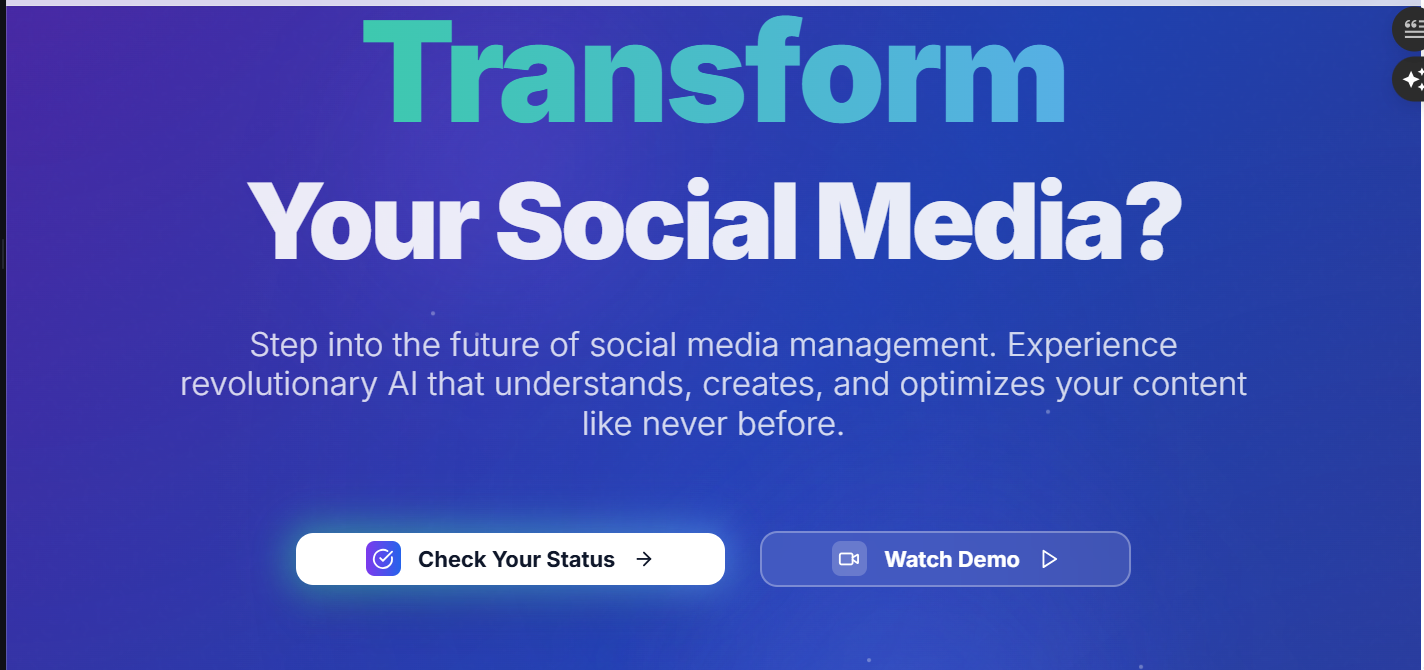 Transform
Your Social Media?
Step into the future of social media management. Experience
revolutionary AI that understands, creates, and optimizes your content
like never before.
Check Your Status
Watch Demo